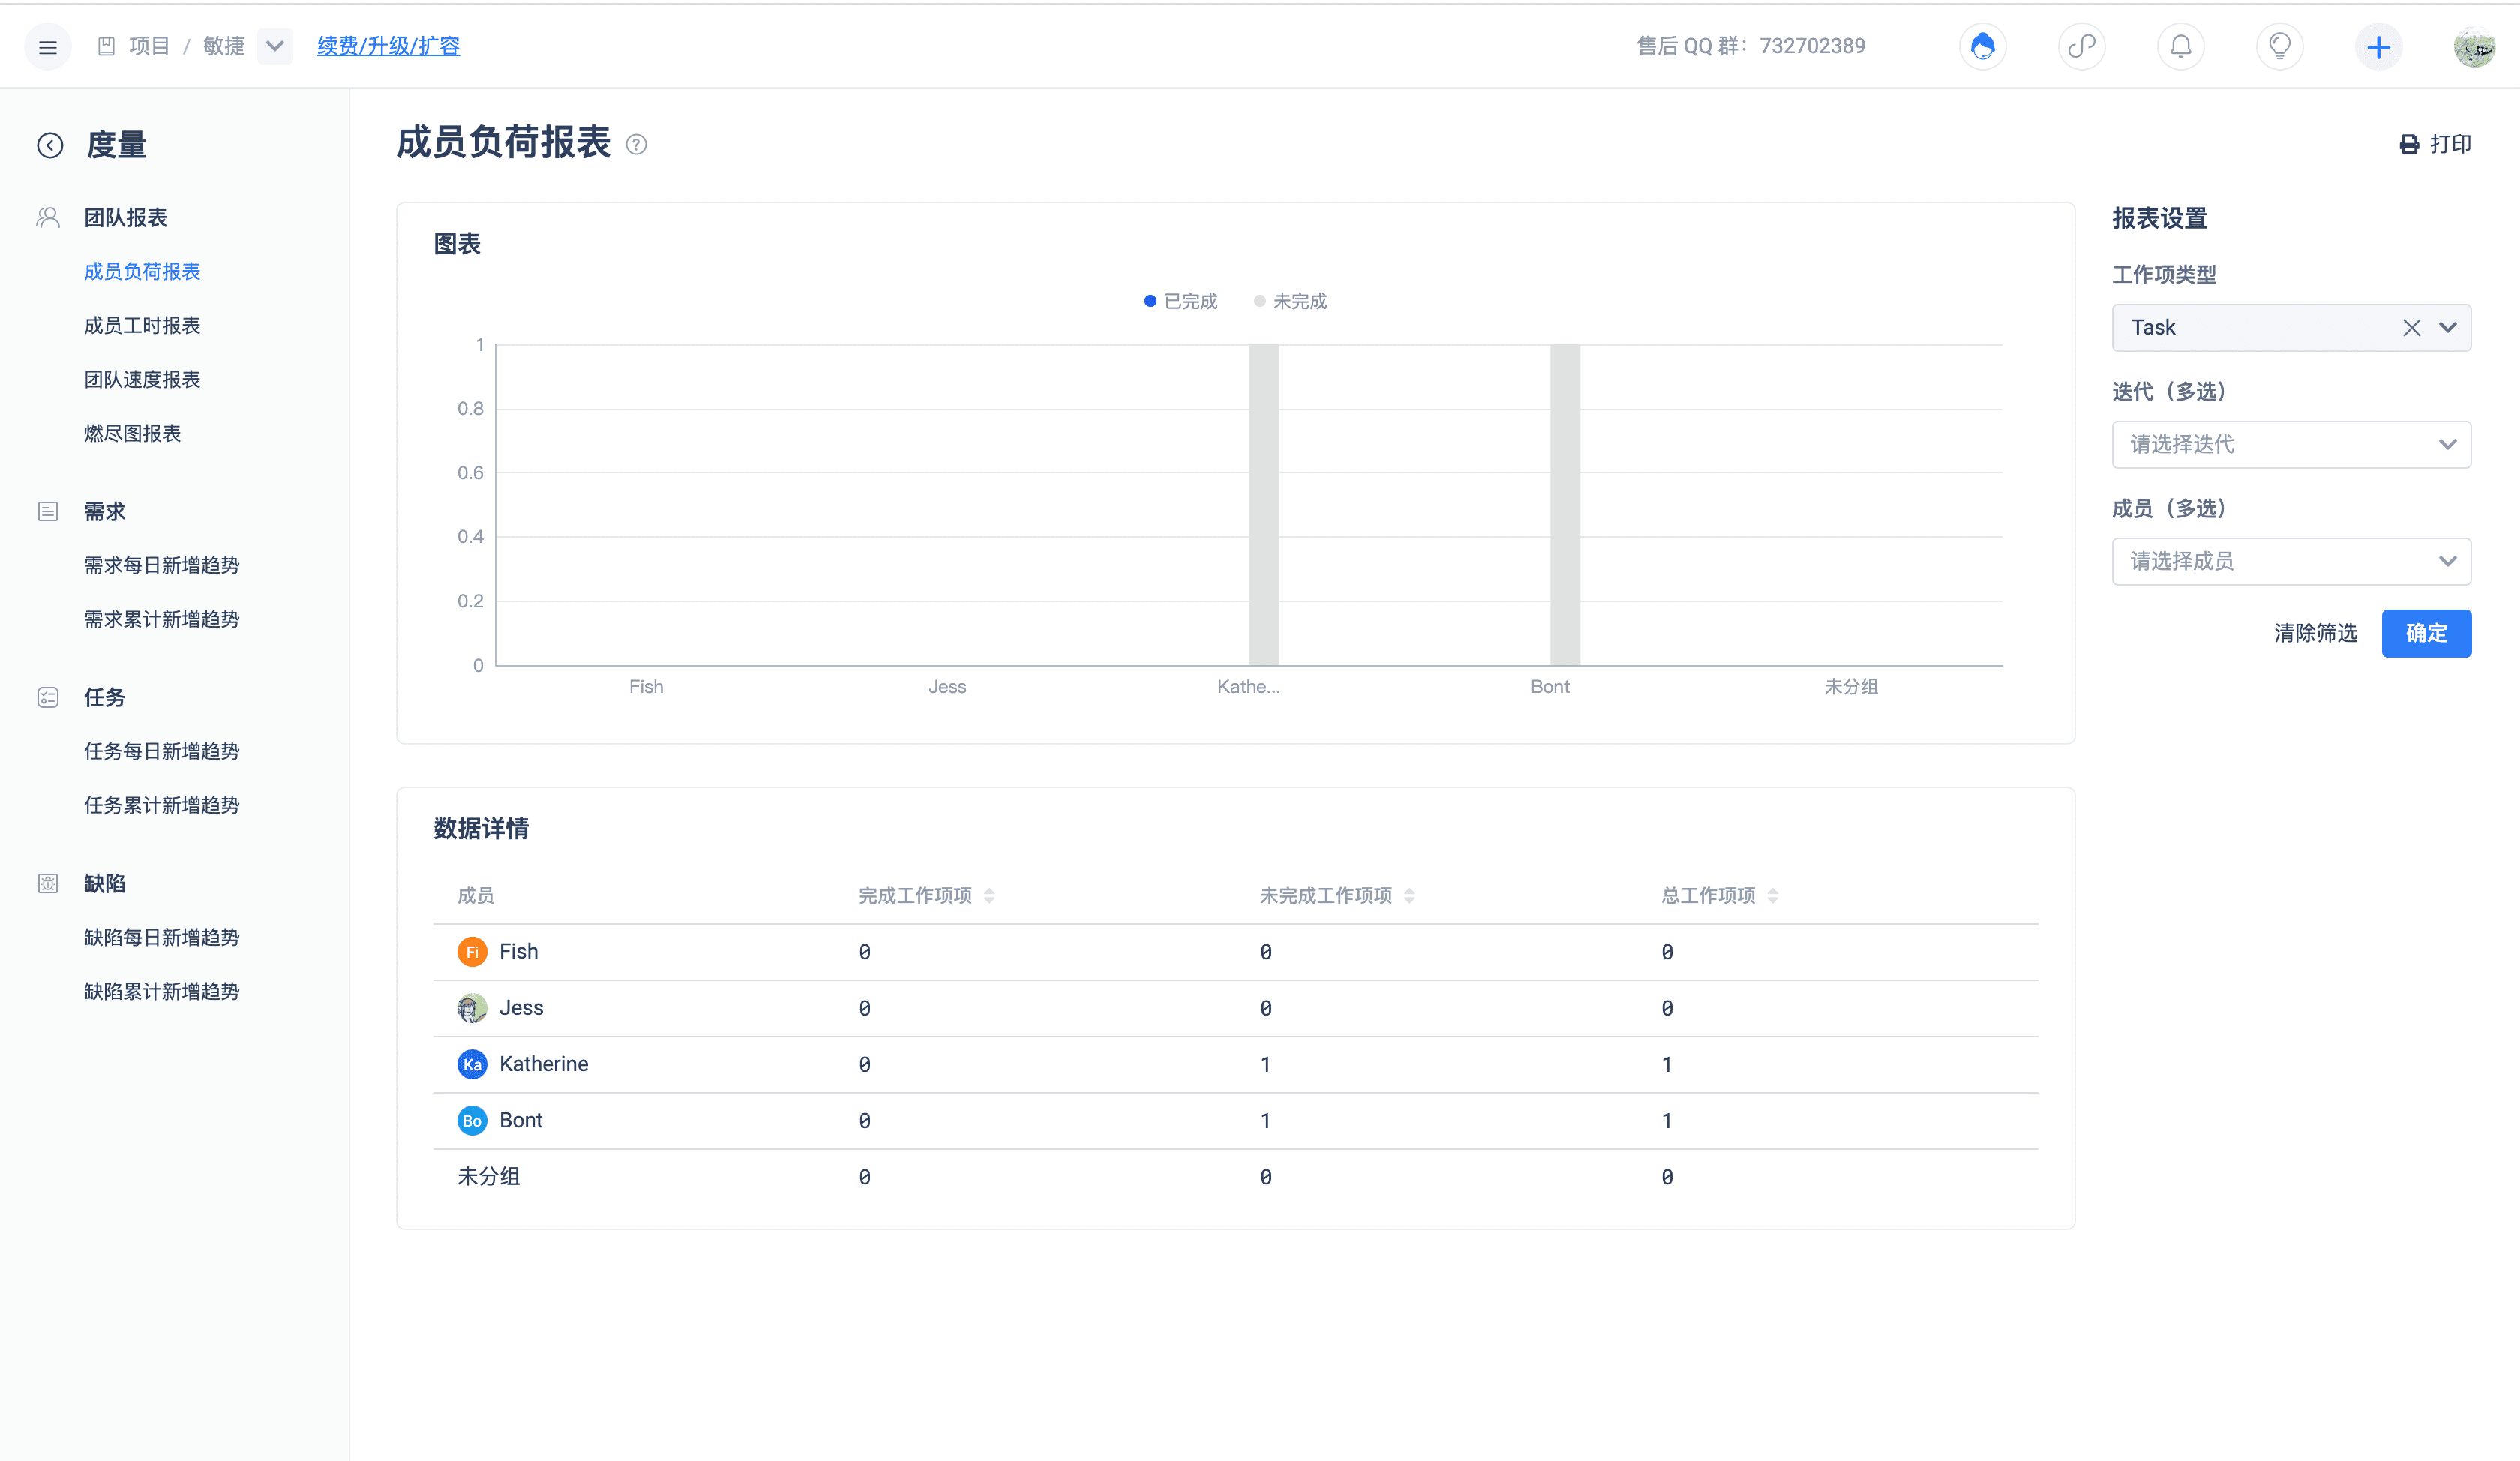 项目 / 敏捷 续费/升级/扩容 售后 QQ 群：732702389
度量
团队报表
成员负荷报表
成员工时报表
团队速度报表
燃尽图报表
需求
需求每日新增趋势
需求累计新增趋势
任务
任务每日新增趋势
任务累计新增趋势
缺陷
缺陷每日新增趋势
缺陷累计新增趋势
成员负荷报表 ?
打印
图表
已完成 未完成
1
0.8
0.6
0.4
0.2
0
Fish Jess Kathe... Bont 未分组
数据详情
成员 完成工作项项 未完成工作项项 总工作项项
Fi Fish 0 0 0
Jess 0 0 0
Ka Katherine 0 1 1
Bo Bont 0 1 1
未分组 0 0 0
报表设置
工作项类型
Task
迭代（多选）
请选择迭代
成员（多选）
请选择成员
清除筛选 确定